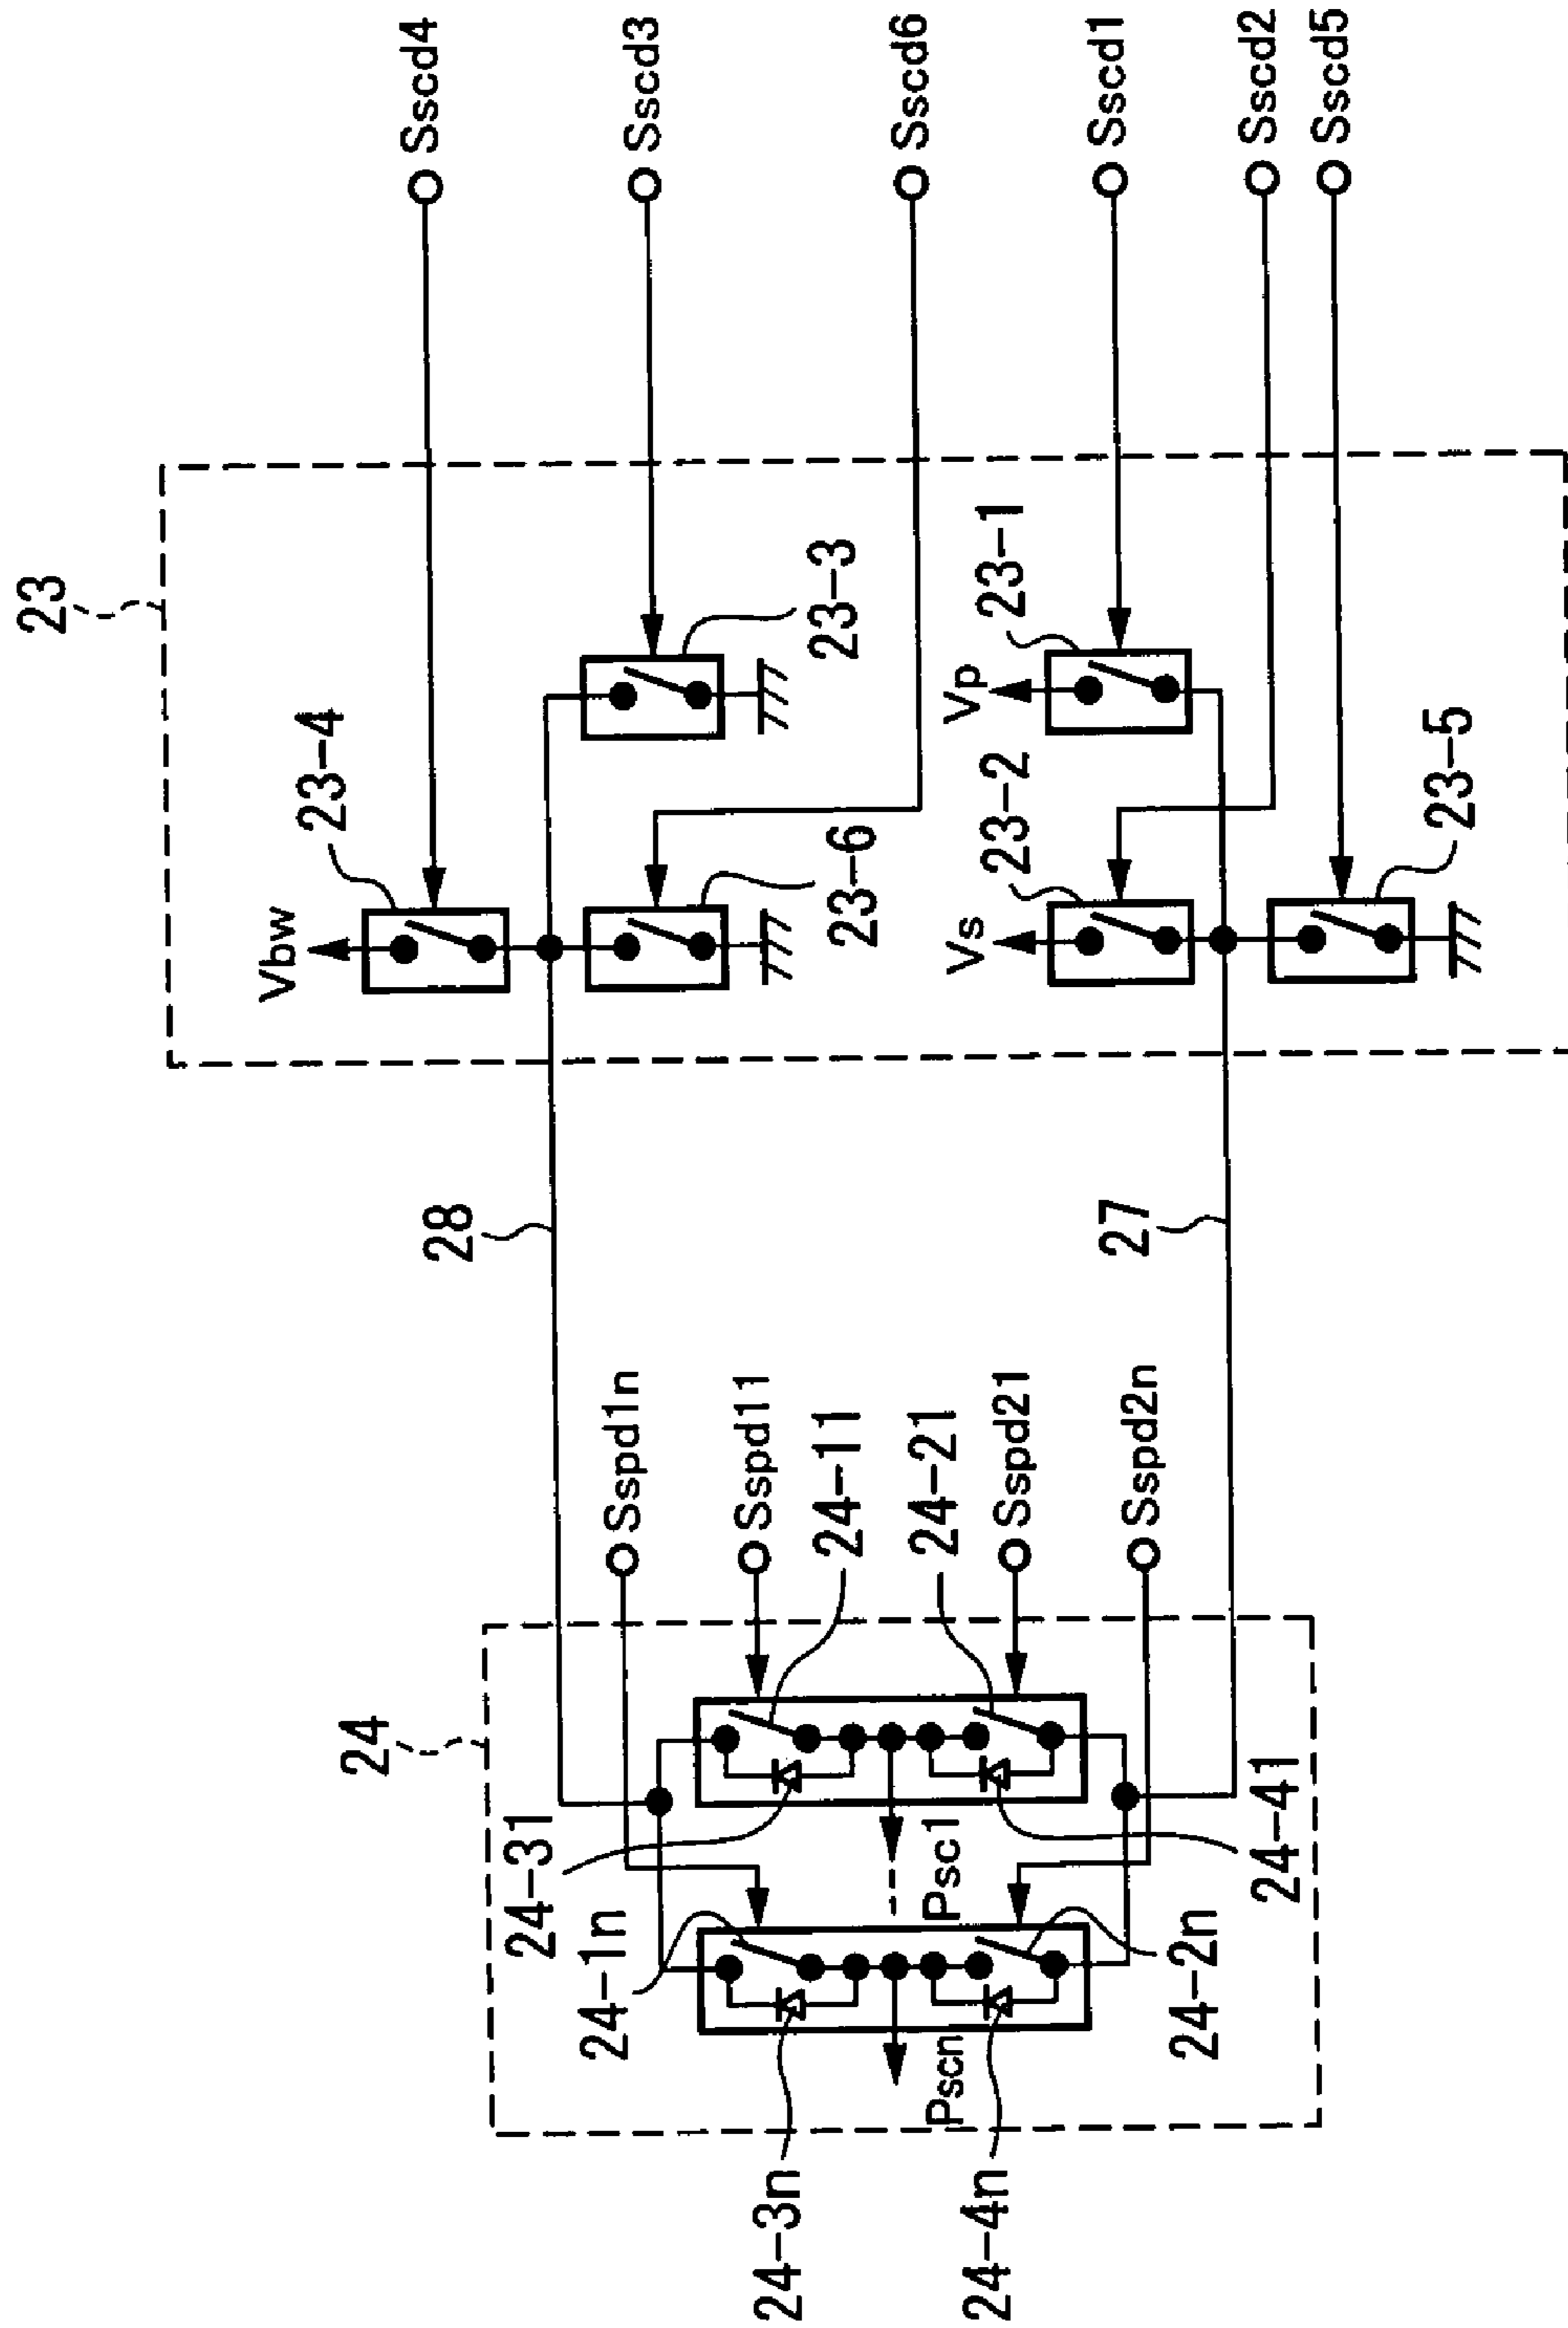 Sscd4
Sscd3
Sscd6
Sscd1
Sscd2
Sscd5
23
23-4
23-3
23-6
23-1
23-2
23-5
Vbw
Vp
Vs
28
27
Sspd1n
Sspd11
24-11
24-21
Sspd21
Sspd2n
24
24-31
24-1n
Psc1
24-41
24-2n
Pscn
24-3n
24-4n